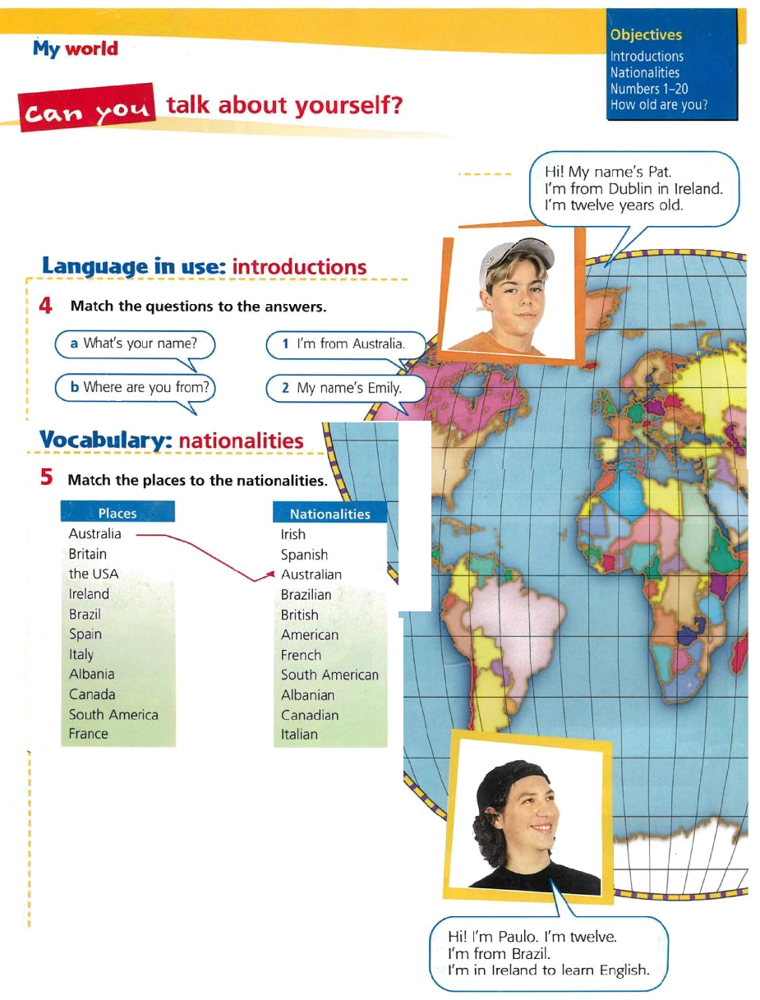 My world
Objectives
Introductions
Nationalities
Numbers 1–20
How old are you?
can you talk about yourself?
Hi! My name's Pat.
I'm from Dublin in Ireland.
I'm twelve years old.
Language in use: introductions
4 Match the questions to the answers.
a What's your name?
b Where are you from?
1 I'm from Australia.
2 My name's Emily.
Vocabulary: nationalities
5 Match the places to the nationalities.
Places
Australia
Britain
the USA
Ireland
Brazil
Spain
Italy
Albania
Canada
South America
France
Nationalities
Irish
Spanish
Australian
Brazilian
British
American
French
South American
Albanian
Canadian
Italian
Hi! I'm Paulo. I'm twelve.
I'm from Brazil.
I'm in Ireland to learn English.